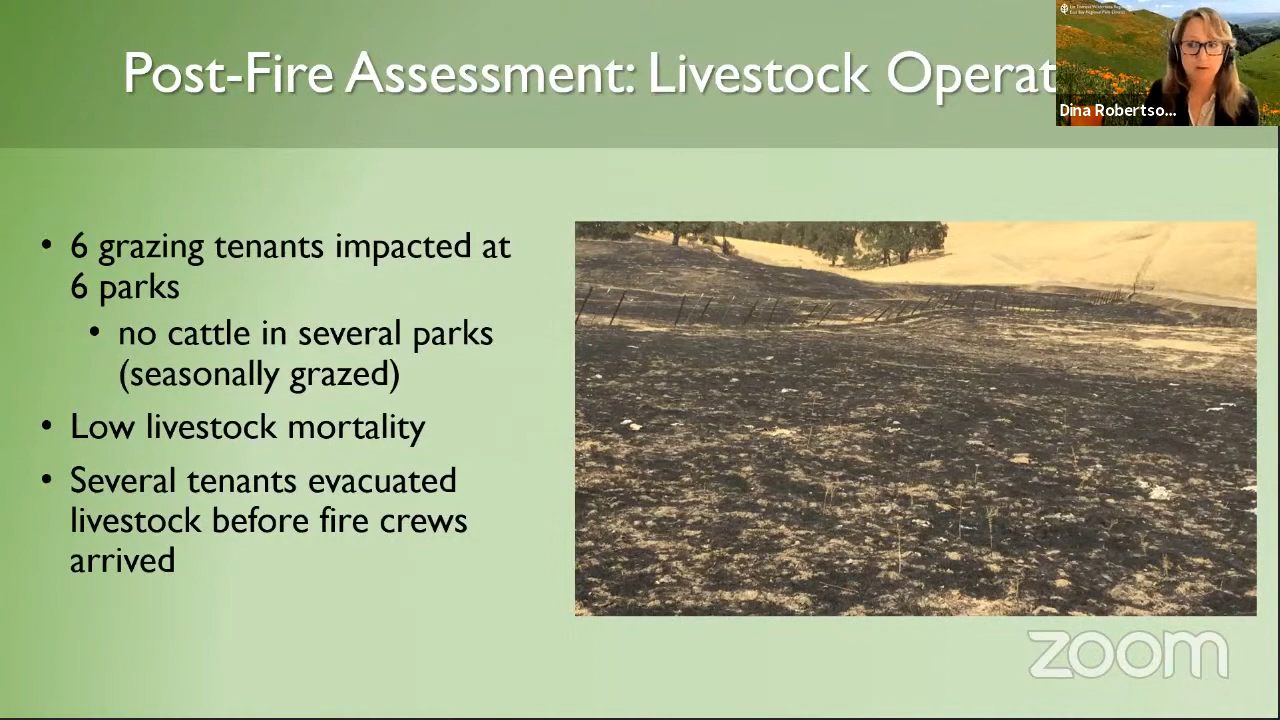 Post-Fire Assessment: Livestock Operat
Dina Robertso...
• 6 grazing tenants impacted at
6 parks
• no cattle in several parks
(seasonally grazed)
• Low livestock mortality
• Several tenants evacuated
livestock before fire crews
arrived
zoom